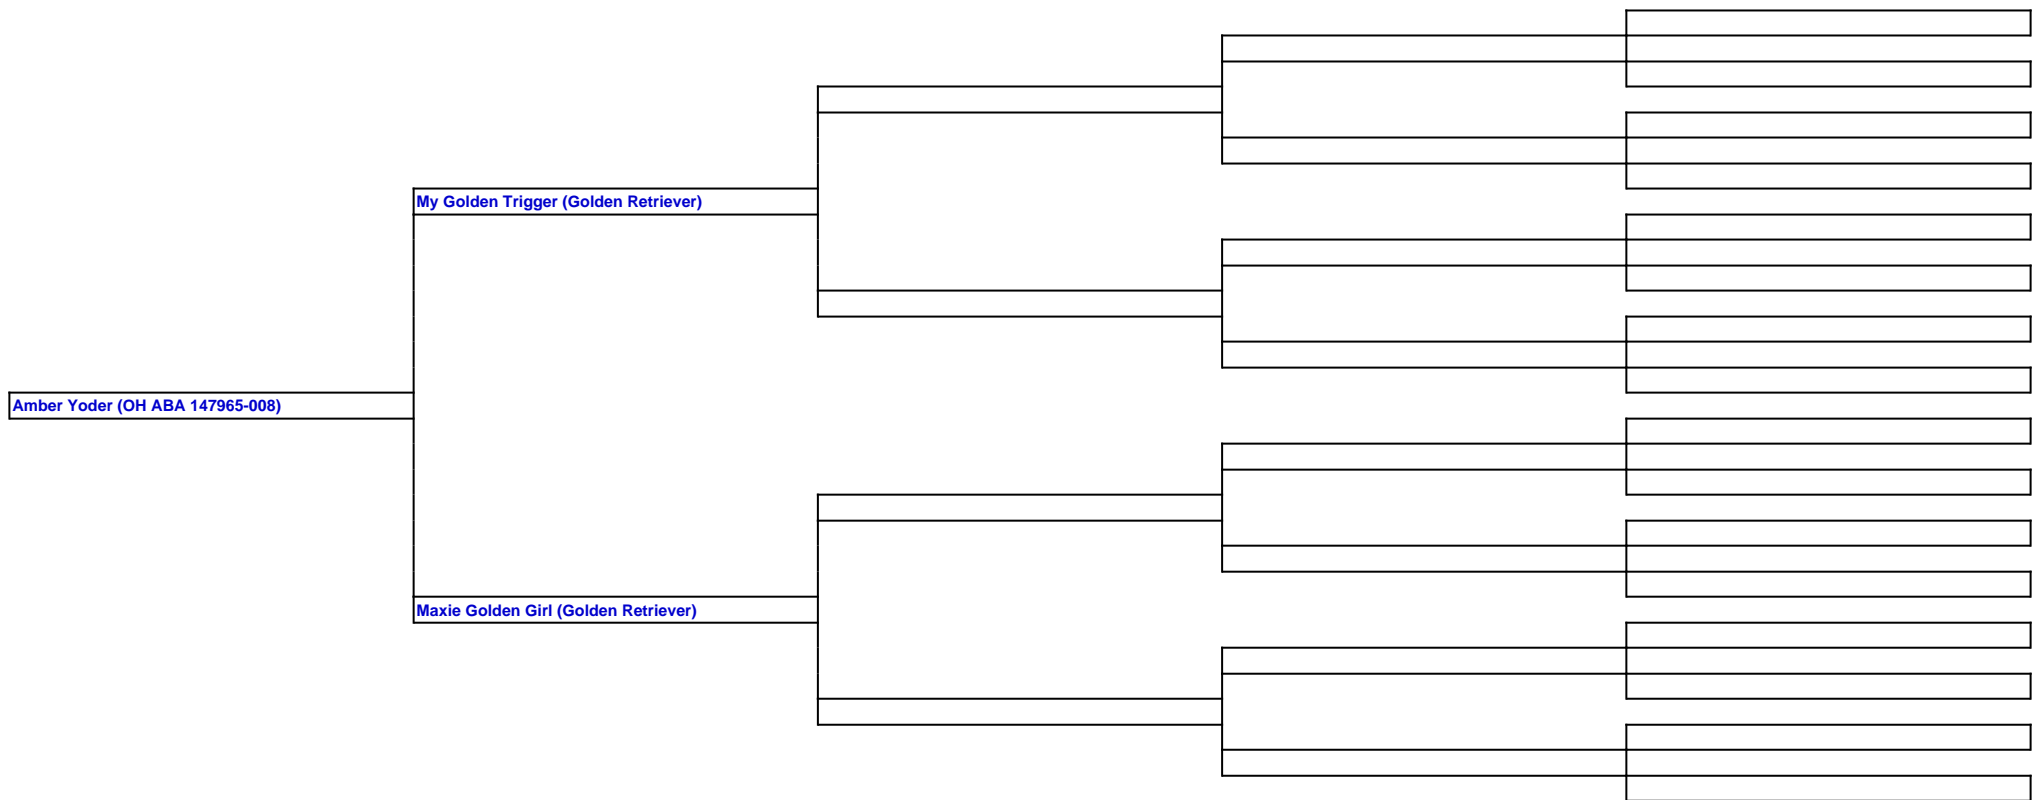 My Golden Trigger (Golden Retriever)
Amber Yoder (OH ABA 147965-008)
Maxie Golden Girl (Golden Retriever)